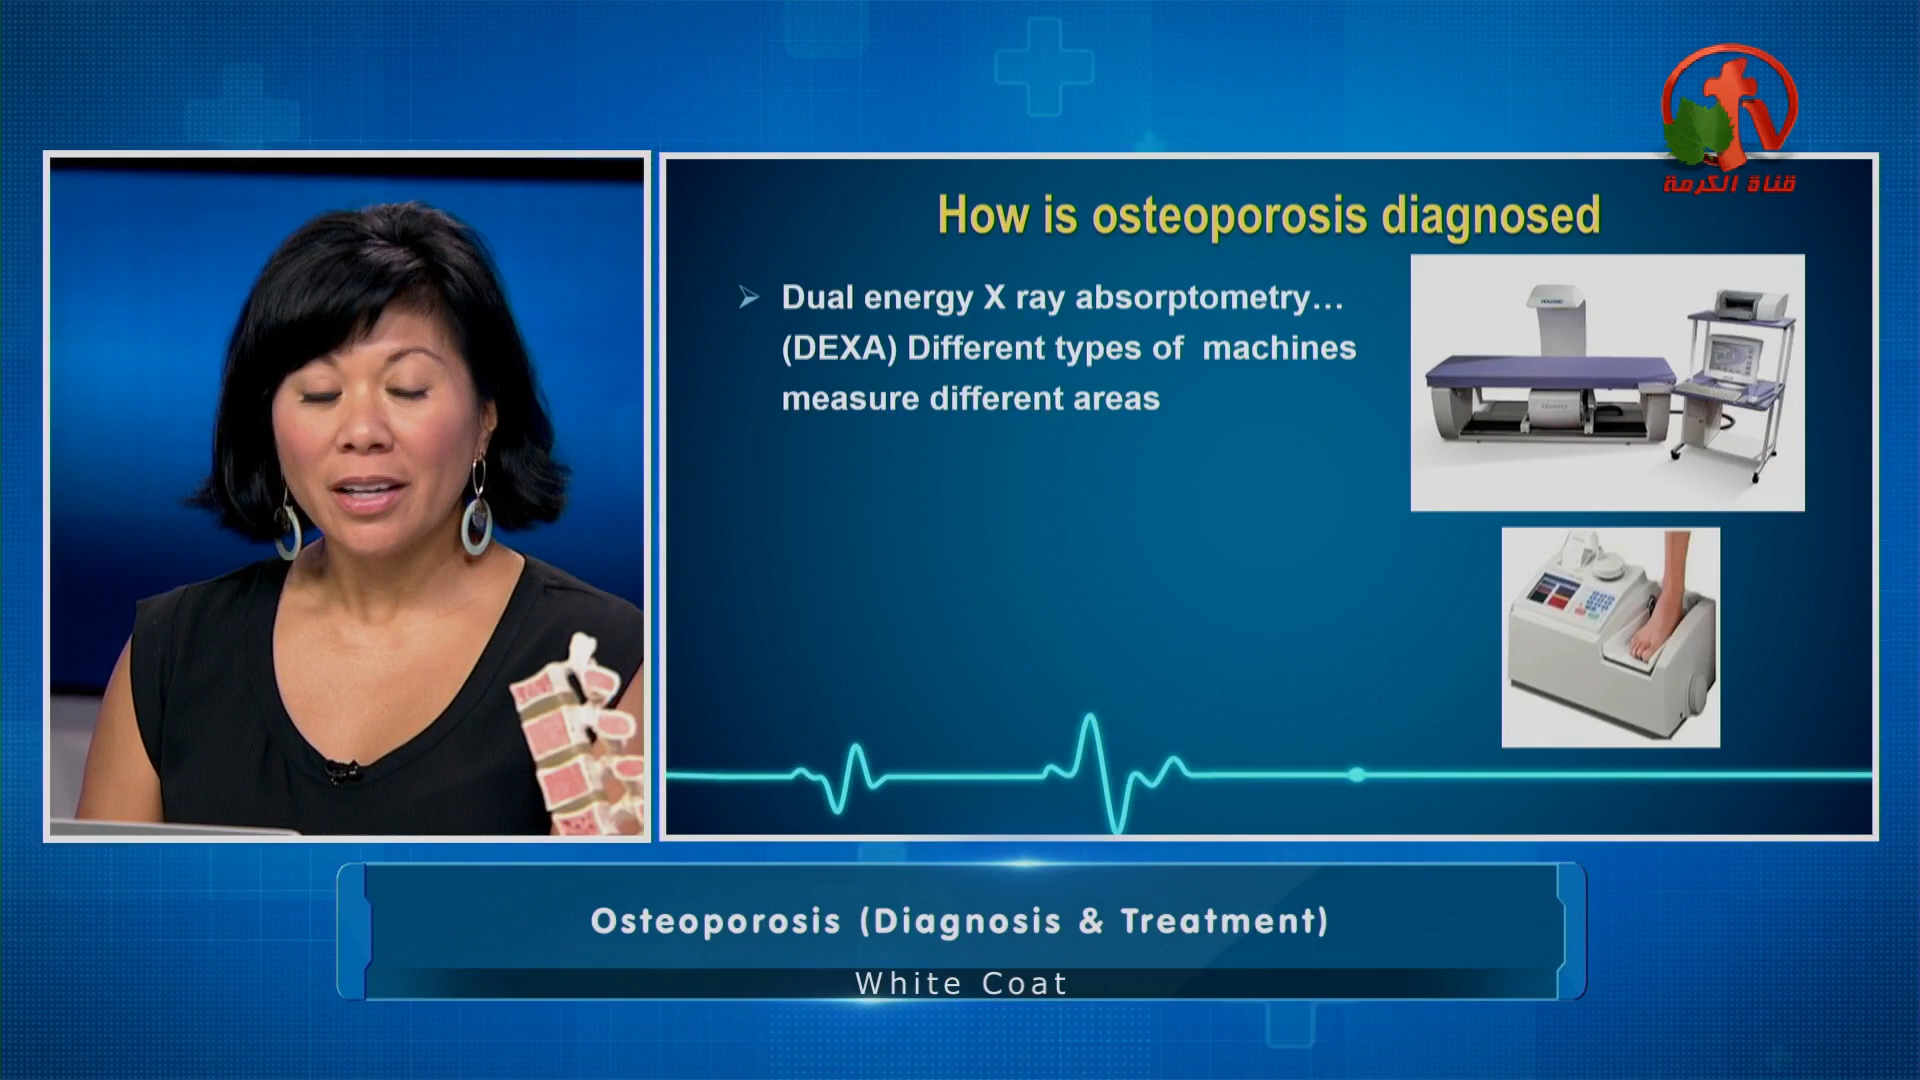 tv
قناة الكرمة
How is osteoporosis diagnosed
Dual energy X ray absorptometry…
(DEXA) Different types of machines
measure different areas
Osteoporosis (Diagnosis & Treatment)
White Coat